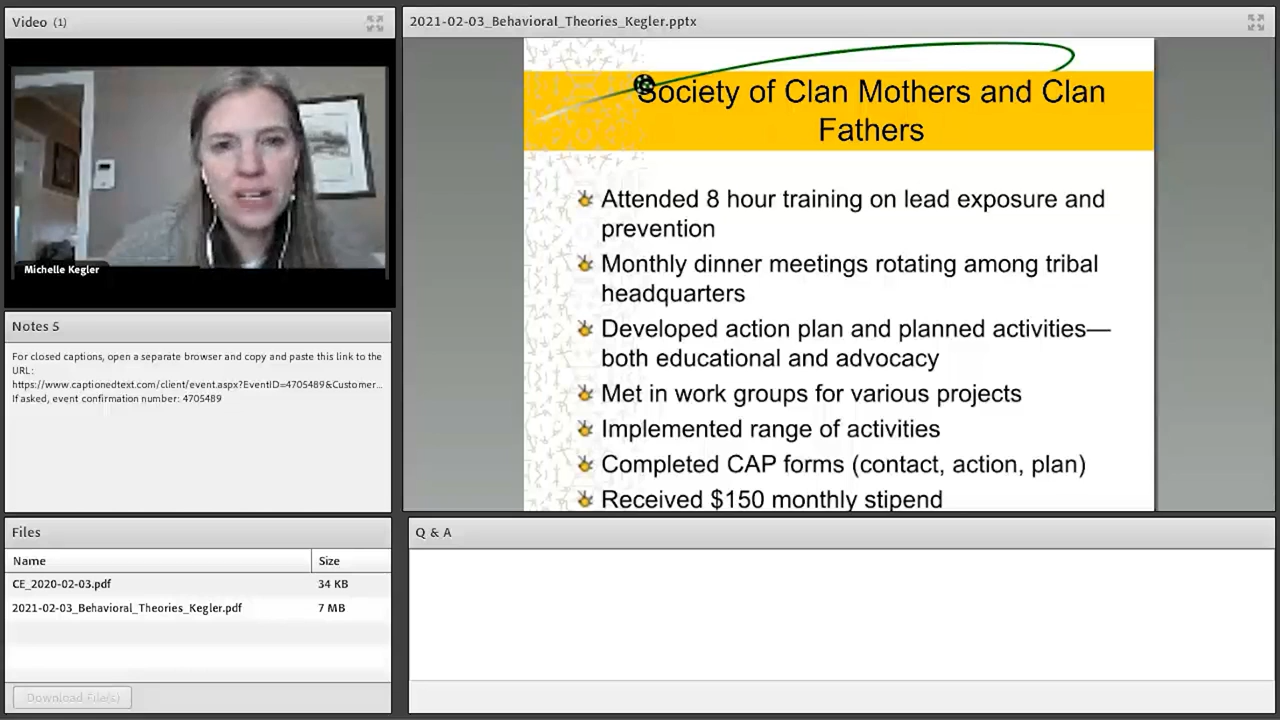 Video (1)
Michelle Kegler
Notes 5
For closed captions, open a separate browser and copy and paste this link to the
URL:
https://www.captionedtext.com/client/event.aspx?EventID=4705489&Customer...
If asked, event confirmation number: 4705489
Files
Name Size
CE_2020-02-03.pdf 34 KB
2021-02-03_Behavioral_Theories_Kegler.pdf 7 MB
Download File(s)
2021-02-03_Behavioral_Theories_Kegler.pptx
Society of Clan Mothers and Clan
Fathers
Attended 8 hour training on lead exposure and
prevention
Monthly dinner meetings rotating among tribal
headquarters
Developed action plan and planned activities—
both educational and advocacy
Met in work groups for various projects
Implemented range of activities
Completed CAP forms (contact, action, plan)
Received $150 monthly stipend
Q & A